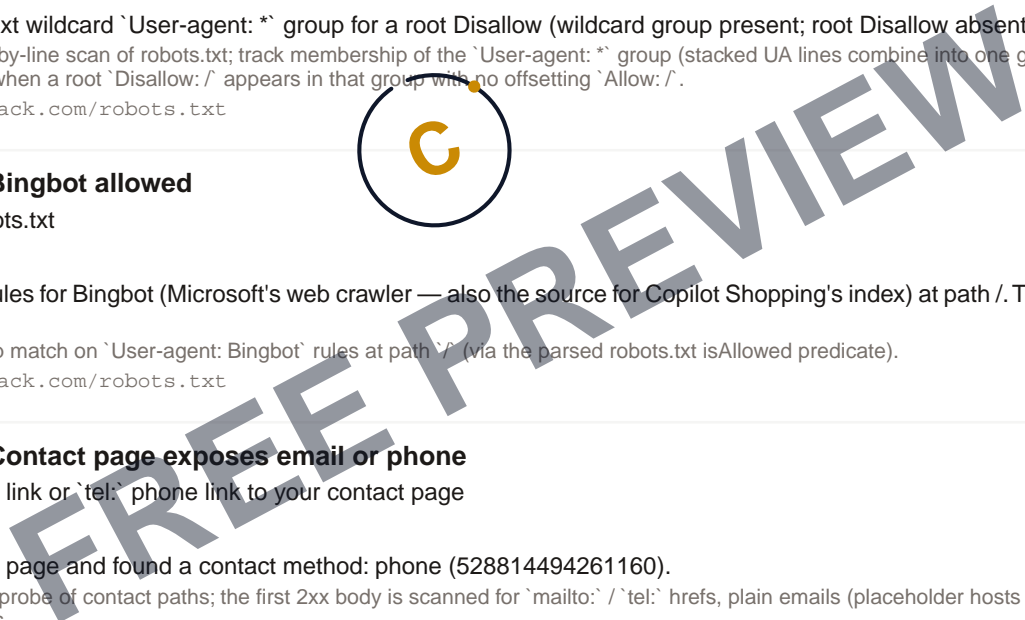 xt wildcard `User-agent: *` group for a root Disallow (wildcard group present; root Disallow absent
by-line scan of robots.txt; track membership of the `User-agent: *` group (stacked UA lines combine into one g
when a root `Disallow: /` appears in that group with no offsetting `Allow: /`.
ack.com/robots.txt
C
Bingbot allowed
ots.txt
ules for Bingbot (Microsoft's web crawler — also the source for Copilot Shopping's index) at path /. T
o match on `User-agent: Bingbot` rules at path `/` (via the parsed robots.txt isAllowed predicate).
ack.com/robots.txt
FREE PREVIEW
Contact page exposes email or phone
link or `tel:` phone link to your contact page
page and found a contact method: phone (528814494261160).
probe of contact paths; the first 2xx body is scanned for `mailto:` / `tel:` hrefs, plain emails (placeholder hosts